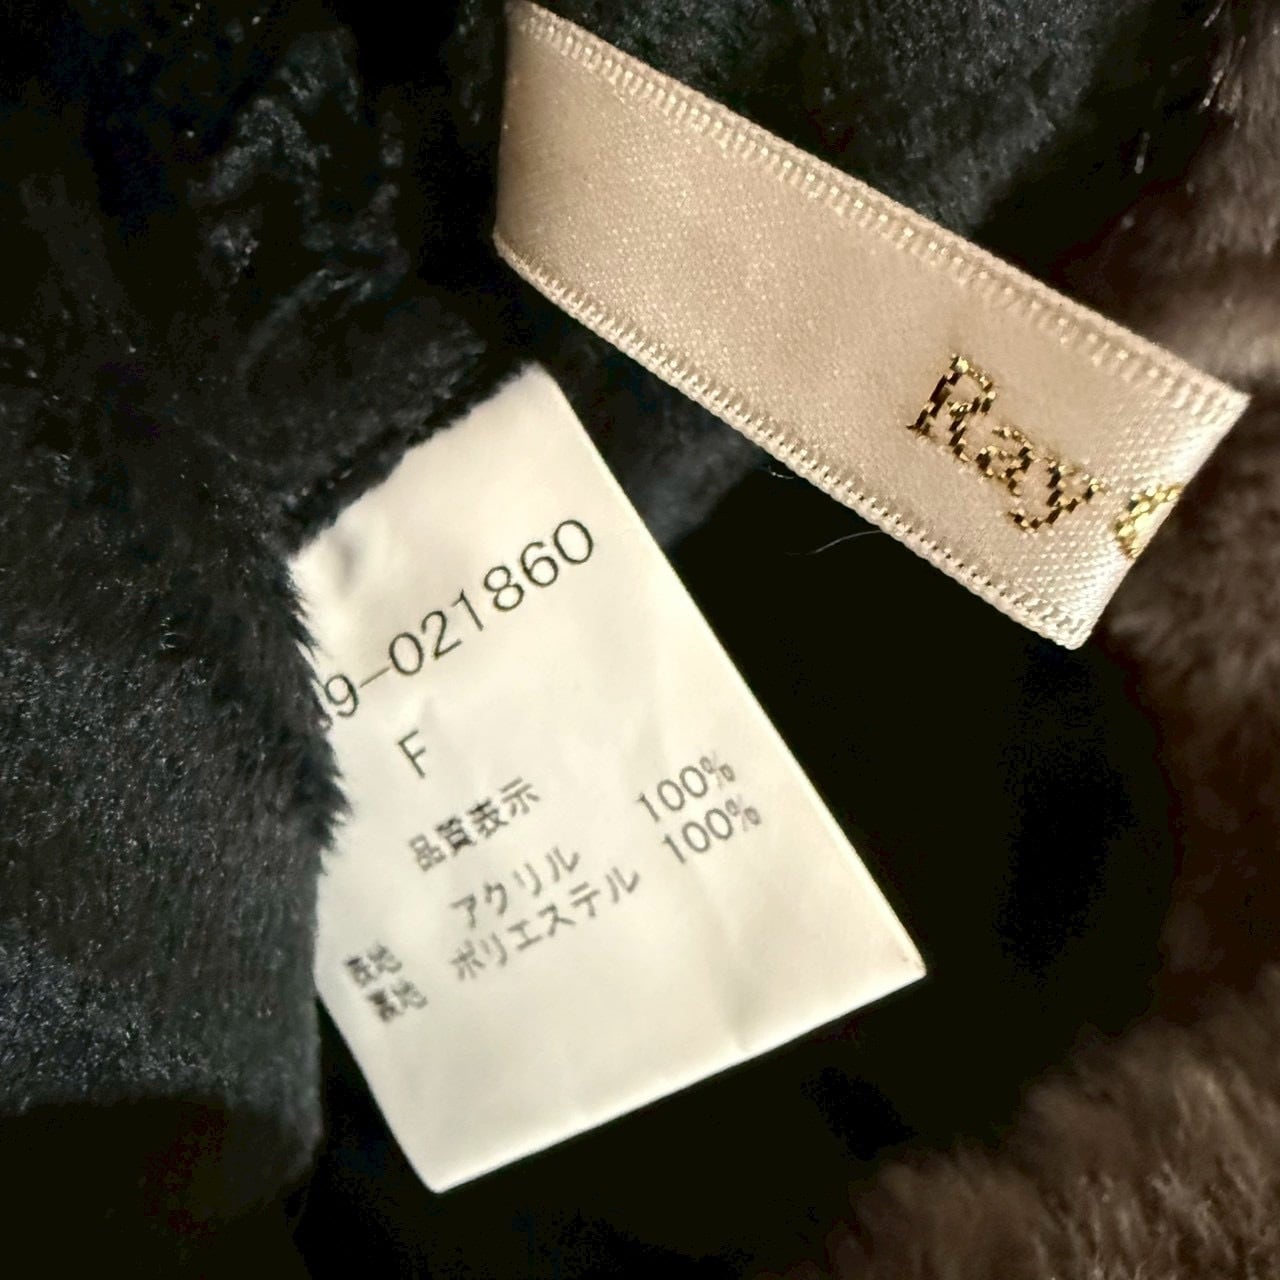 Ray
9-021860
F
品質表示
表地 アクリル 100%
裏地 ポリエステル 100%